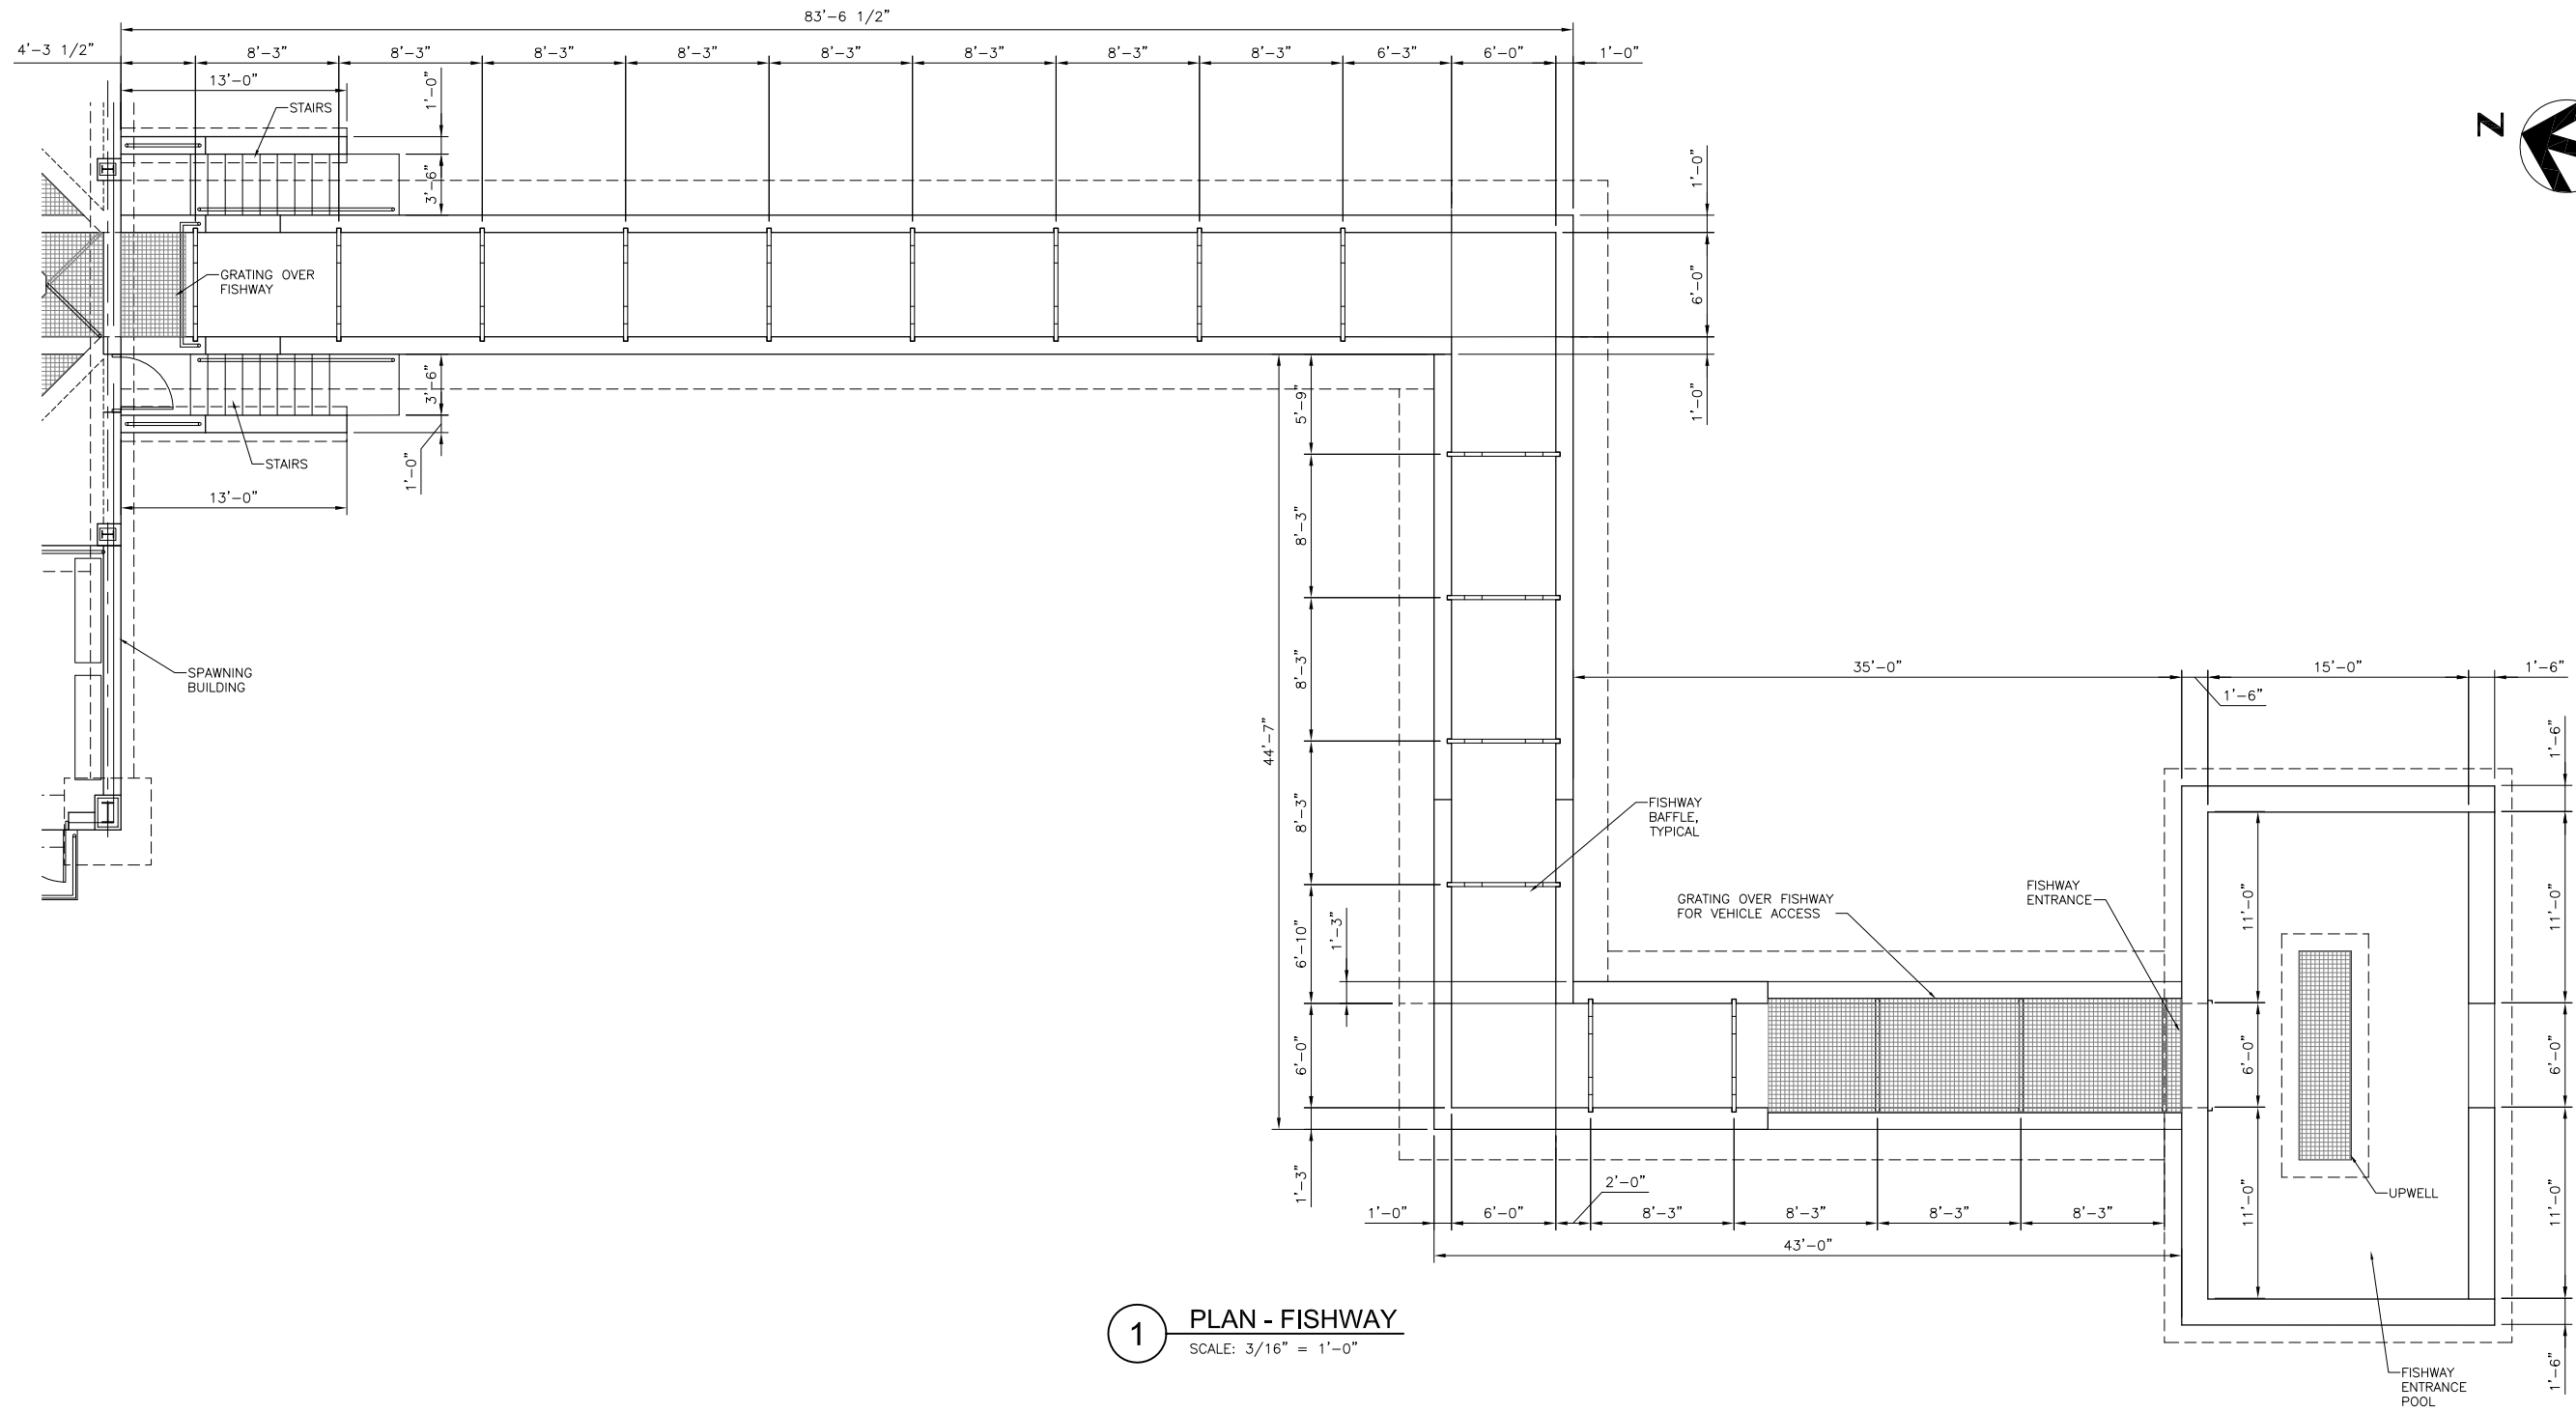 83'-6 1/2"
4'-3 1/2"
8'-3"
8'-3"
8'-3"
8'-3"
8'-3"
8'-3"
8'-3"
8'-3"
6'-3"
6'-0"
1'-0"
13'-0"
1'-0"
STAIRS
N
3'-6"
1'-0"
GRATING OVER
FISHWAY
6'-0"
3'-6"
1'-0"
5'-9"
STAIRS
1'-0"
13'-0"
8'-3"
SPAWNING
BUILDING
8'-3"
35'-0"
15'-0"
1'-6"
1'-6"
44'-7"
1'-6"
8'-3"
FISHWAY
BAFFLE,
TYPICAL
GRATING OVER FISHWAY
FOR VEHICLE ACCESS
FISHWAY
ENTRANCE
11'-0"
11'-0"
6'-10"
1'-3"
6'-0"
6'-0"
6'-0"
1'-3"
2'-0"
11'-0"
11'-0"
UPWELL
1'-0"
6'-0"
8'-3"
8'-3"
8'-3"
8'-3"
43'-0"
1
PLAN - FISHWAY
SCALE: 3/16" = 1'-0"
1'-6"
FISHWAY
ENTRANCE
POOL